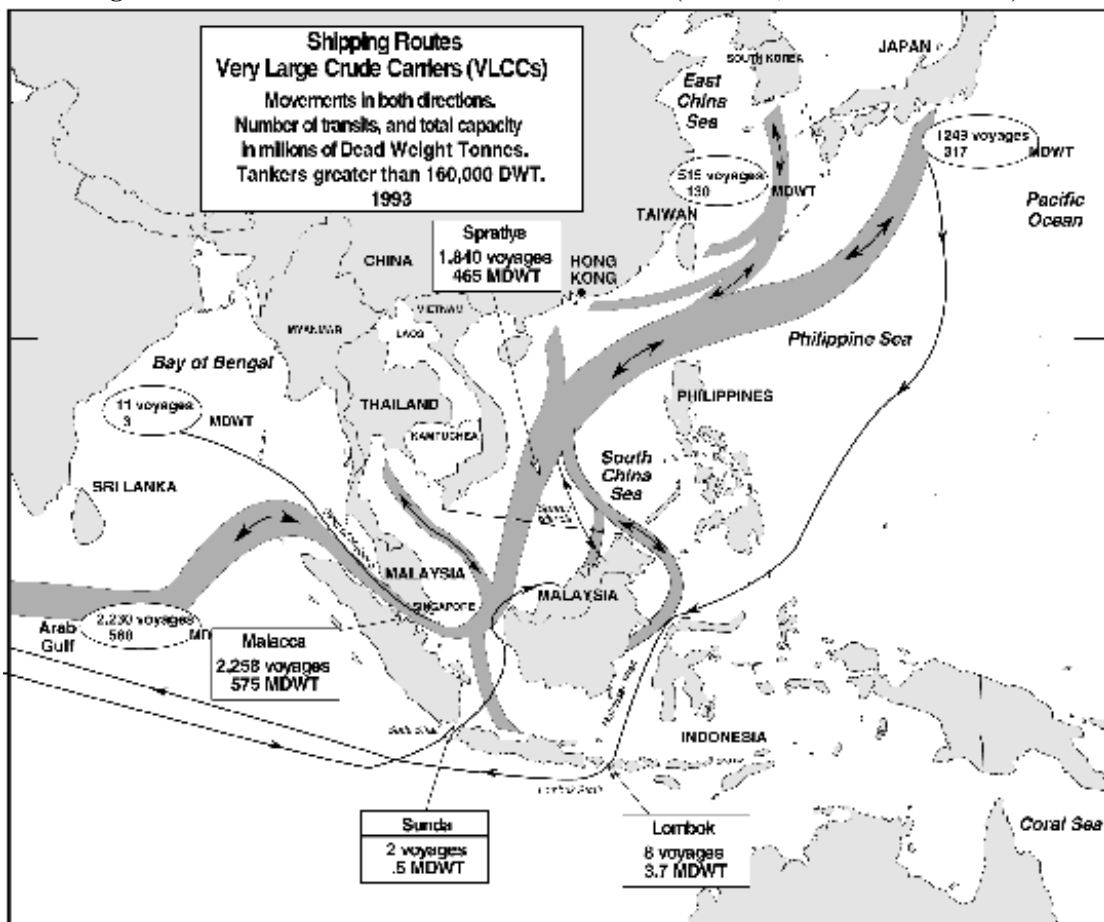 Shipping Routes
Very Large Crude Carriers (VLCCs)
Movements in both directions.
Number of transits, and total capacity
in millions of Dead Weight Tonnes.
Tankers greater than 160,000 DWT.
1993
JAPAN
SOUTH KOREA
East
China
Sea
1249 voyages
317 MDWT
515 voyages
130 MDWT
Pacific
Ocean
TAIWAN
Spratlys
1,840 voyages
465 MDWT
CHINA
HONG
KONG
VIETNAM
LAOS
MYANMAR
Philippine Sea
Bay of Bengal
THAILAND
PHILIPPINES
11 voyages
3 MDWT
KAMTUCHEA
South
China
Sea
SRI LANKA
MALAYSIA
MALAYSIA
SINGAPORE
Arab
Gulf
2,230 voyages
MD
Malacca
2,258 voyages
575 MDWT
INDONESIA
Lombok Strait
Sunda
2 voyages
.5 MDWT
Lombok
8 voyages
3.7 MDWT
Coral Sea